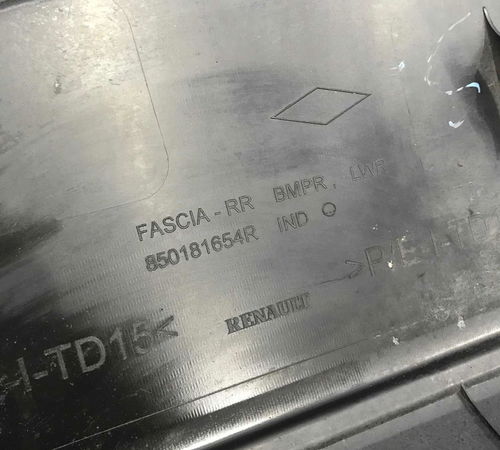 FASCIA - RR BMPR, LWR
850181654R IND
>P/E-I-TD
H-TD15<
RENAULT